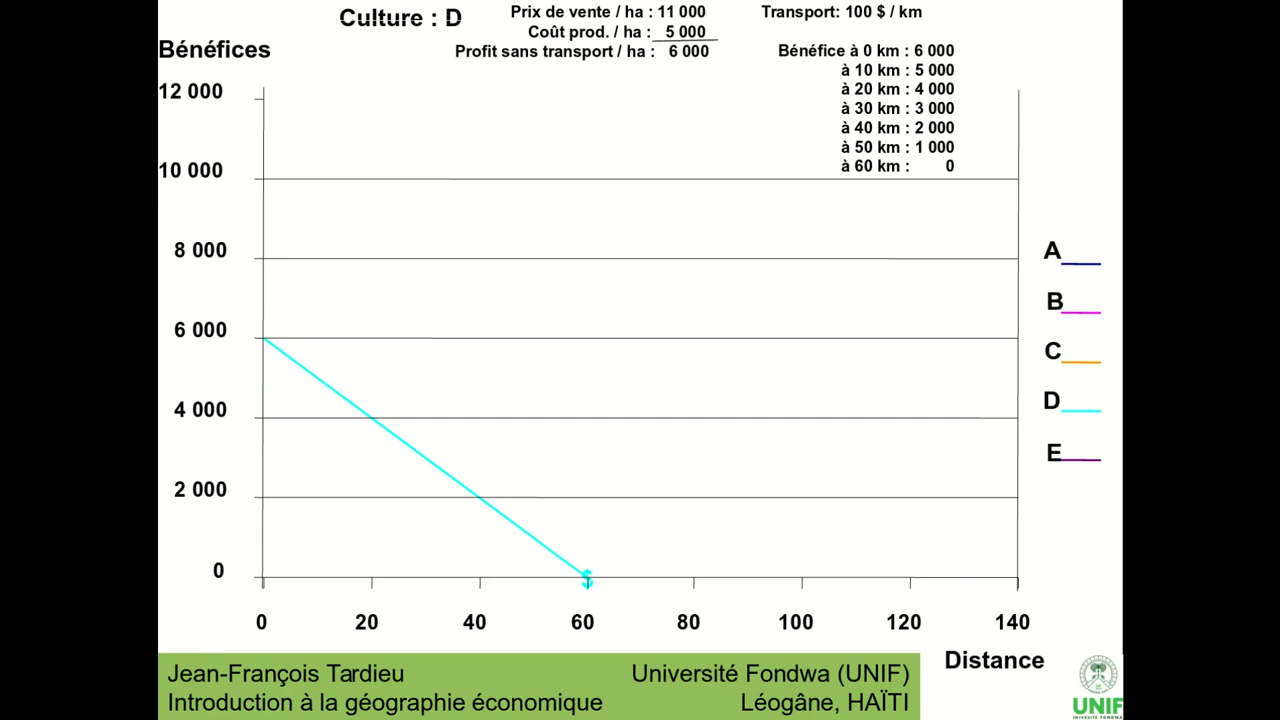 Culture : D
Prix de vente / ha : 11 000
Coût prod. / ha : 5 000
Profit sans transport / ha : 6 000
Transport: 100 $ / km
Bénéfice à 0 km : 6 000
à 10 km : 5 000
à 20 km : 4 000
à 30 km : 3 000
à 40 km : 2 000
à 50 km : 1 000
à 60 km : 0
Bénéfices
12 000
10 000
8 000
6 000
4 000
2 000
0
0 20 40 60 80 100 120 140
Distance
A
B
C
D
E
Jean-François Tardieu
Introduction à la géographie économique
Université Fondwa (UNIF)
Léogâne, HAÏTI
UNIF